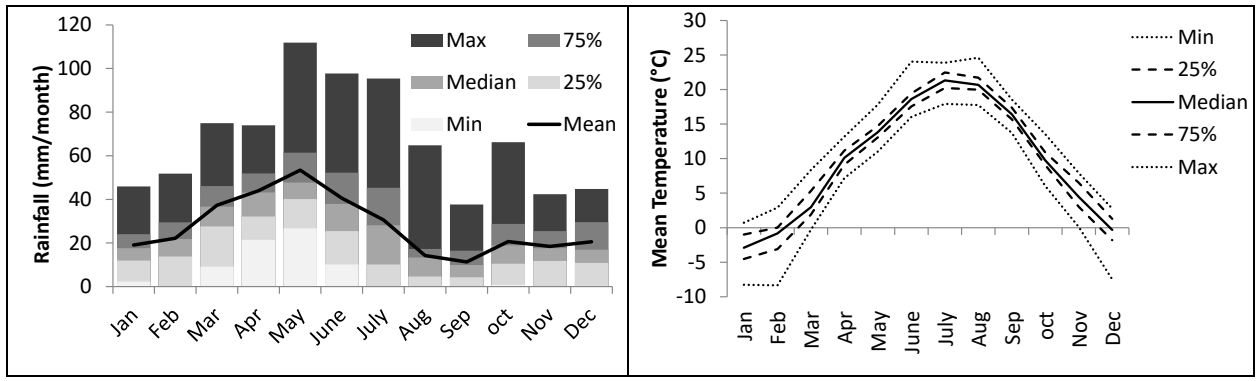 Rainfall (mm/month)
120
100
80
60
40
20
0
Max
75%
Median
25%
Min
Mean
Jan
Feb
Mar
Apr
May
June
July
Aug
Sep
oct
Nov
Dec
Mean Temperature (°C)
30
25
20
15
10
5
0
-5
-10
Min
25%
Median
75%
Max
Jan
Feb
Mar
Apr
May
June
July
Aug
Sep
oct
Nov
Dec